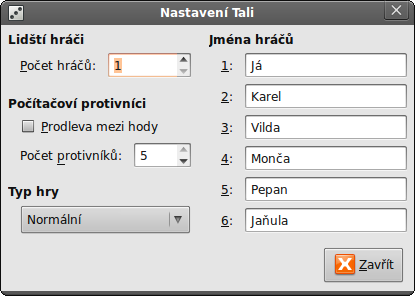 Nastavení Tali
Lidští hráči
Počet hráčů: 1
Počítačoví protivníci
Prodleva mezi hody
Počet protivníků: 5
Typ hry
Normální
Jména hráčů
1: Já
2: Karel
3: Vilda
4: Monča
5: Pepan
6: Jaňula
Zavřít